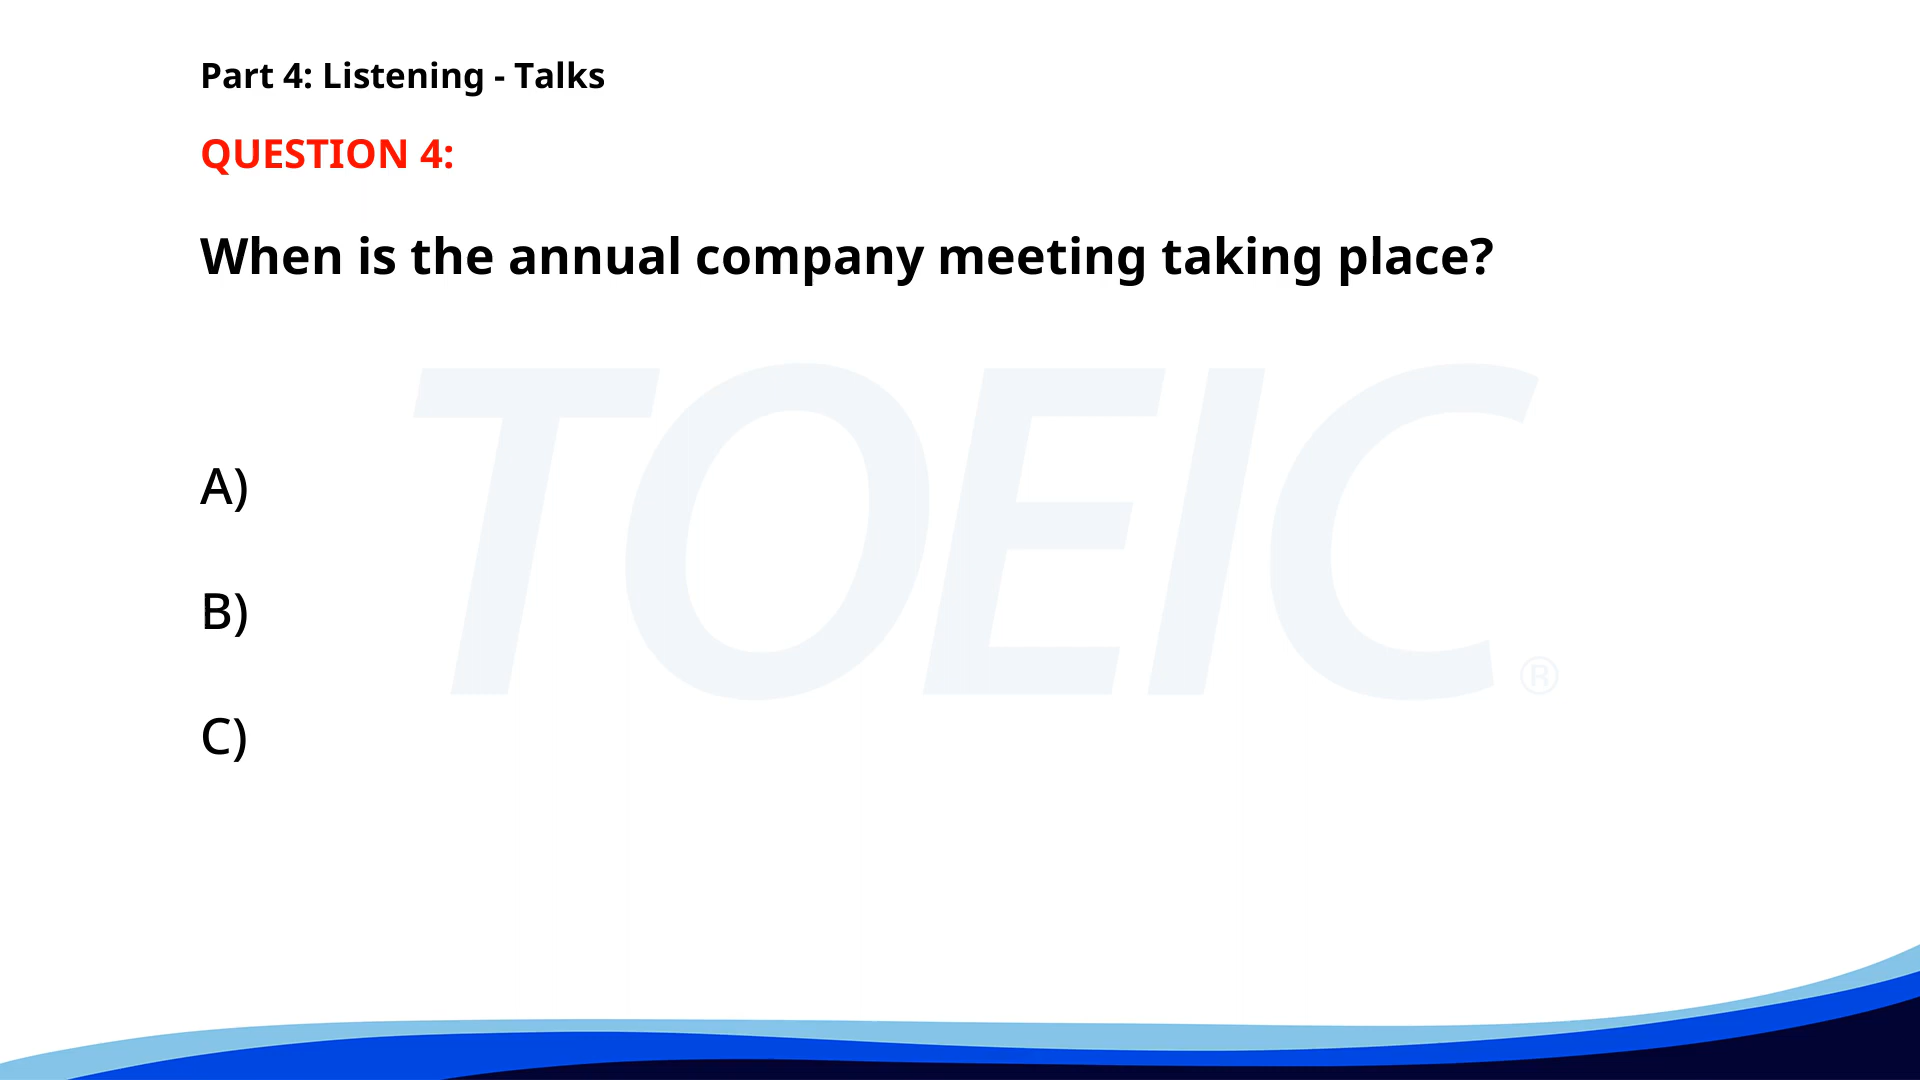 Part 4: Listening - Talks
QUESTION 4:
When is the annual company meeting taking place?
TOEIC®
A)
B)
C)